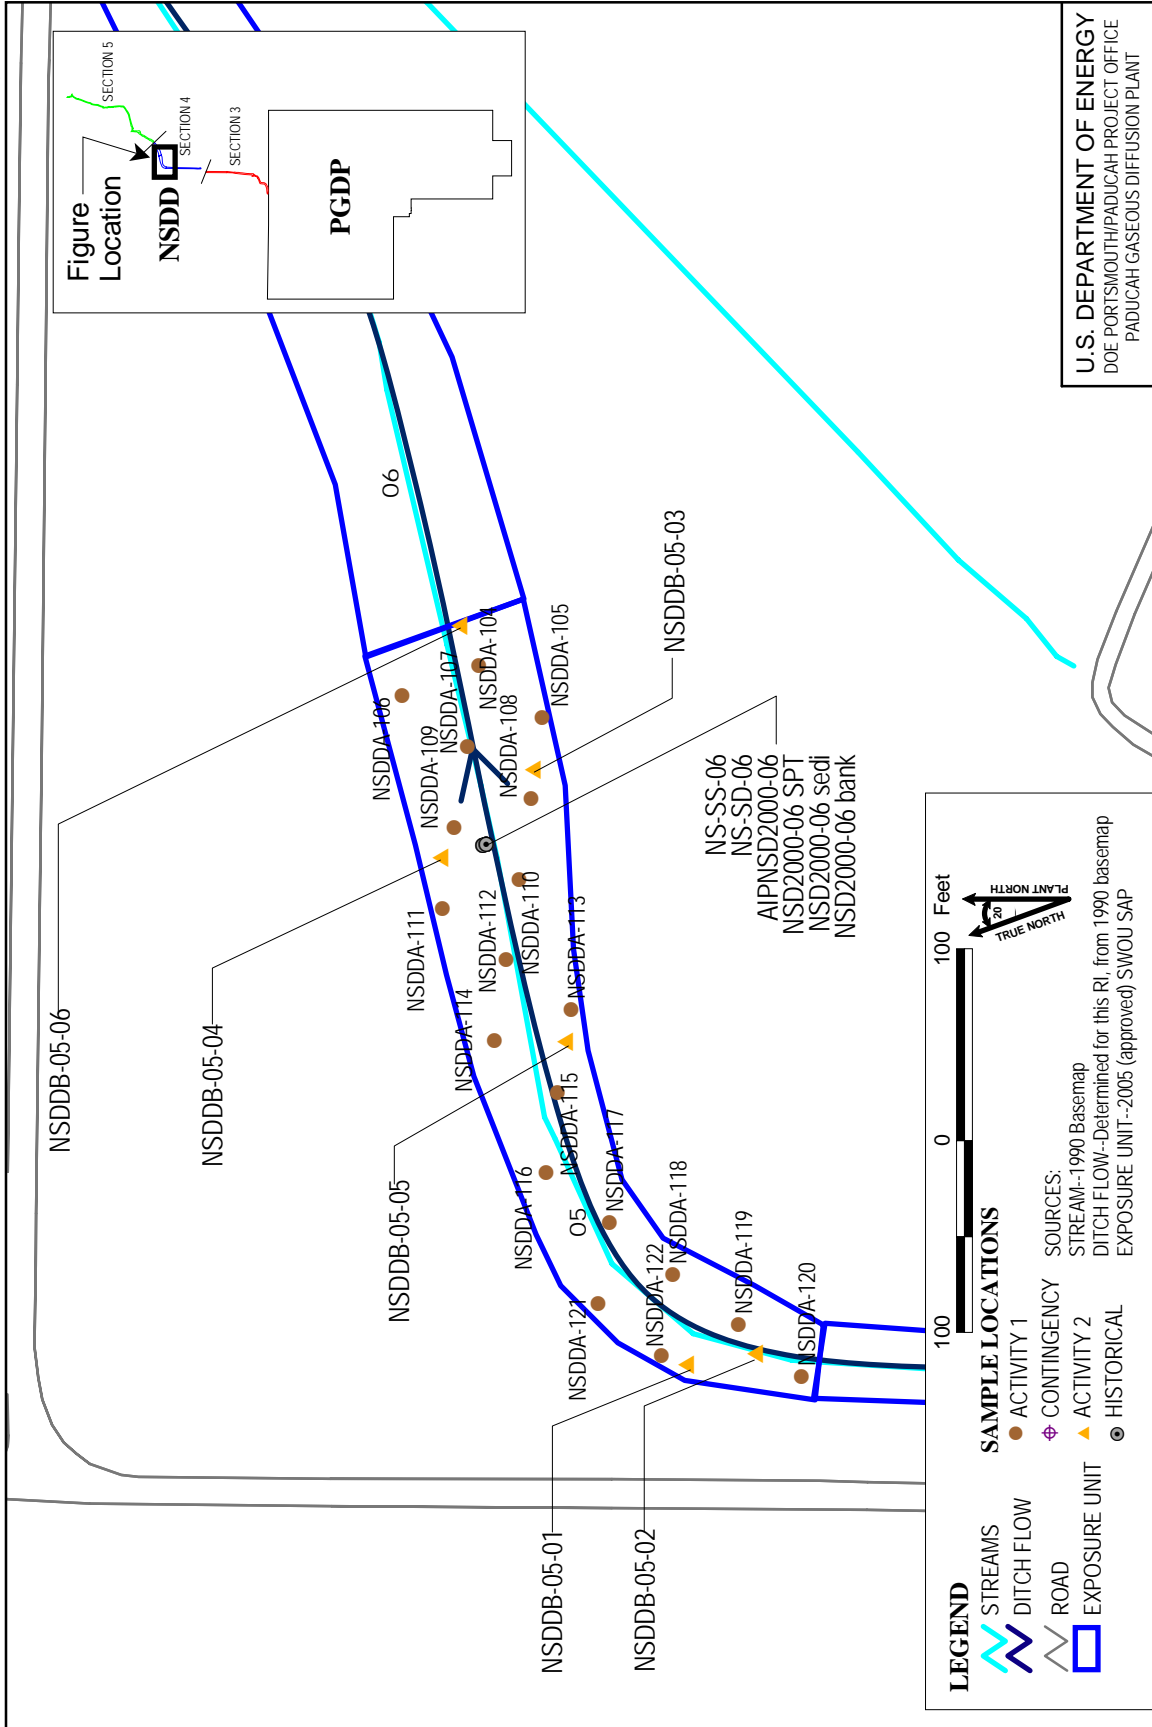 Figure
Location
NSDD
SECTION 5
SECTION 4
SECTION 3
PGDP
NSDDB-05-06
NSDDB-05-04
NSDDB-05-05
NSDDB-05-01
NSDDB-05-02
NSDDB-05-03
06
05
NSDDA-106
NSDDA-107
NSDDA-104
NSDDA-105
NSDDA-109
NSDDA-108
NSDDA-111
NSDDA-112
NSDDA-110
NSDDA-113
NSDDA-114
NSDDA-115
NSDDA-116
NSDDA-117
NSDDA-118
NSDDA-119
NSDDA-120
NSDDA-121
NSDDA-122
NS-SS-06
NS-SD-06
AIPNSD2000-06
NSD2000-06 SPT
NSD2000-06 sedi
NSD2000-06 bank
LEGEND
STREAMS
DITCH FLOW
ROAD
EXPOSURE UNIT
SAMPLE LOCATIONS
ACTIVITY 1
CONTINGENCY
ACTIVITY 2
HISTORICAL
100 0 100 Feet
SOURCES:
STREAM--1990 Basemap
DITCH FLOW--Determined for this RI, from 1990 basemap
EXPOSURE UNIT--2005 (approved) SWOU SAP
TRUE NORTH
20
PLANT NORTH
U.S. DEPARTMENT OF ENERGY
DOE PORTSMOUTH/PADUCAH PROJECT OFFICE
PADUCAH GASEOUS DIFFUSION PLANT